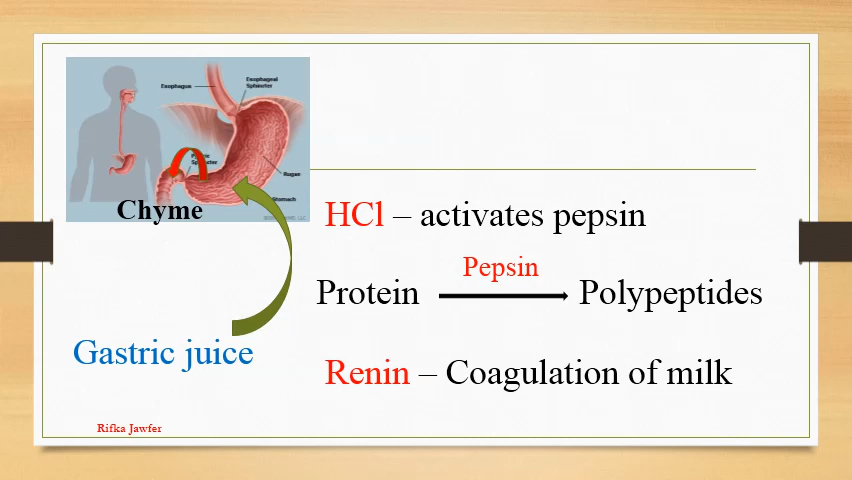 Esophagus
Esophageal
Sphincter
Sphincter
Rugae
Stomach
Chyme
HCl – activates pepsin
Pepsin
Protein
Polypeptides
Gastric juice
Renin – Coagulation of milk
Rifka Jawfer